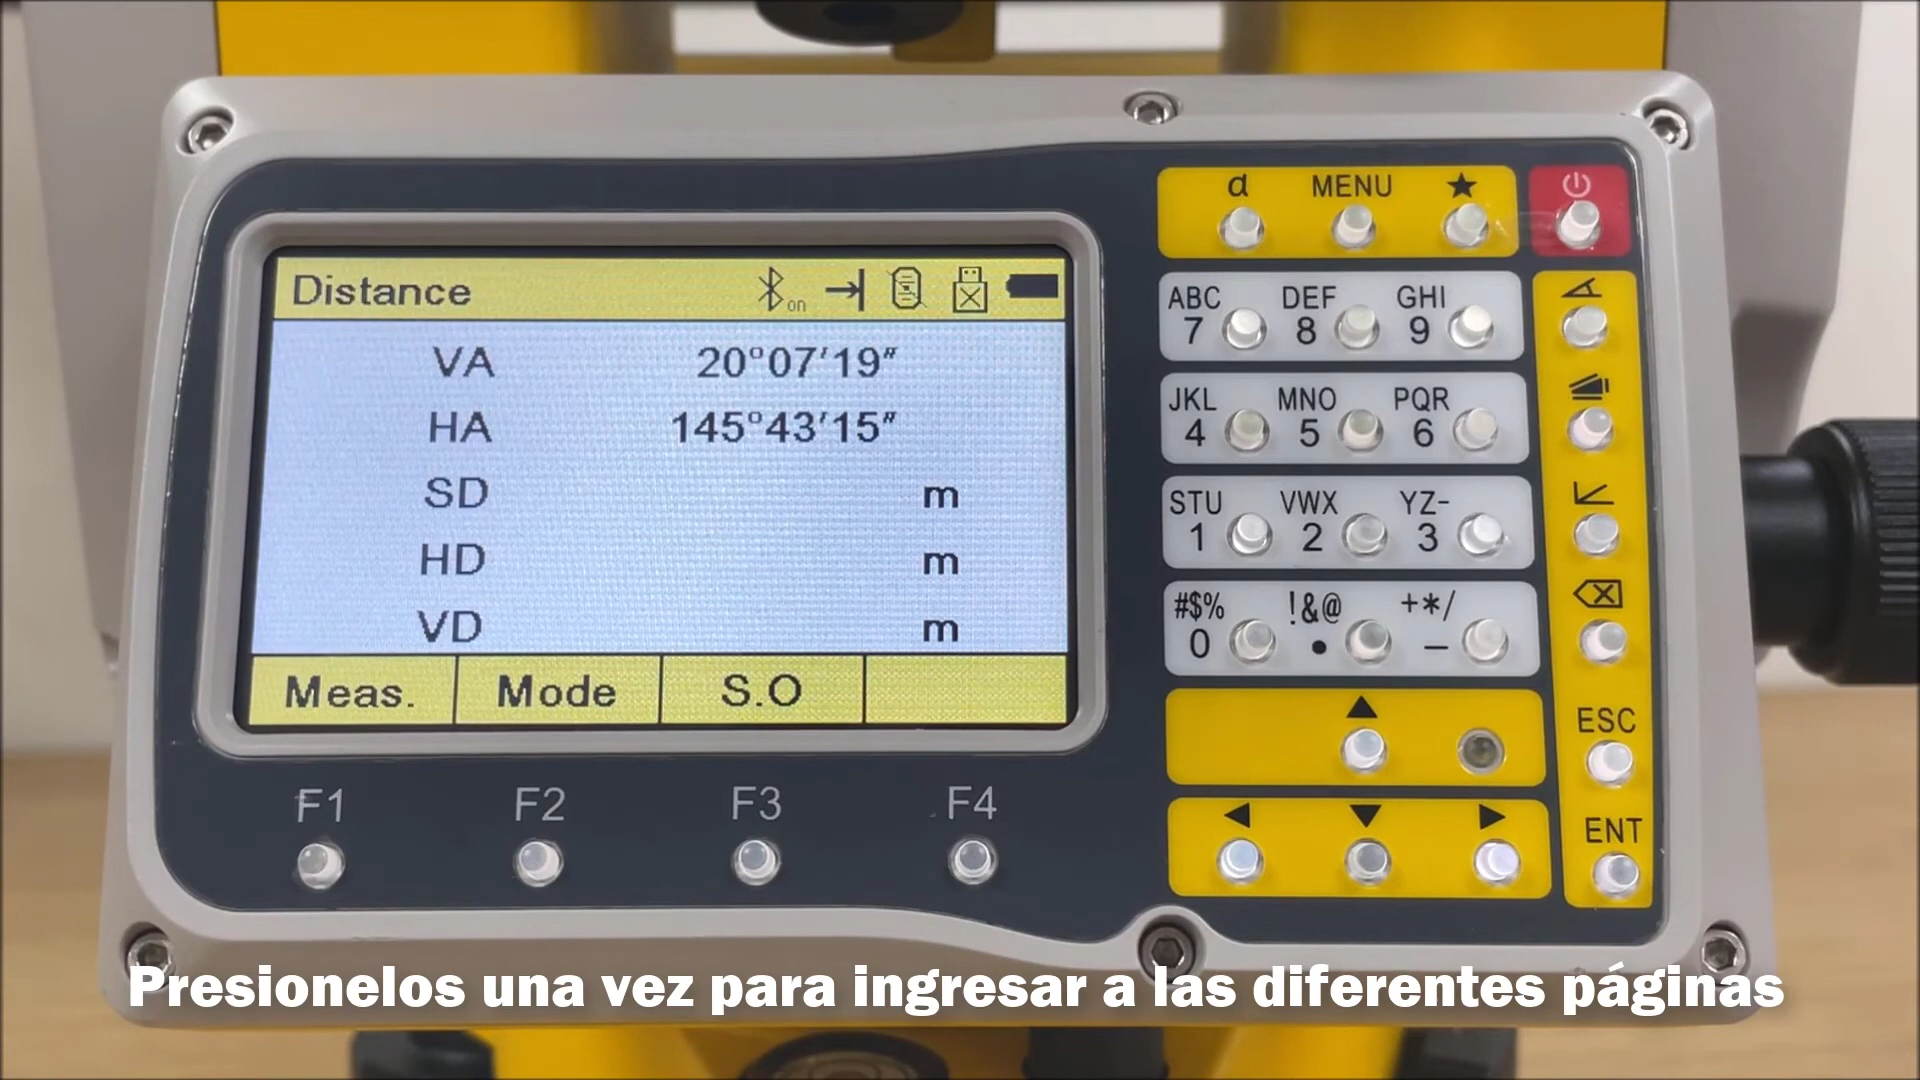 Distance
on
VA 20°07′19″
HA 145°43′15″
SD m
HD m
VD m
Meas. Mode S.O
F1 F2 F3 F4
α MENU ★
ABC 7 DEF 8 GHI 9
JKL 4 MNO 5 PQR 6
STU 1 VWX 2 YZ- 3
#$% 0 !&@ • +*/ −
ESC
ENT
Presionelos una vez para ingresar a las diferentes páginas